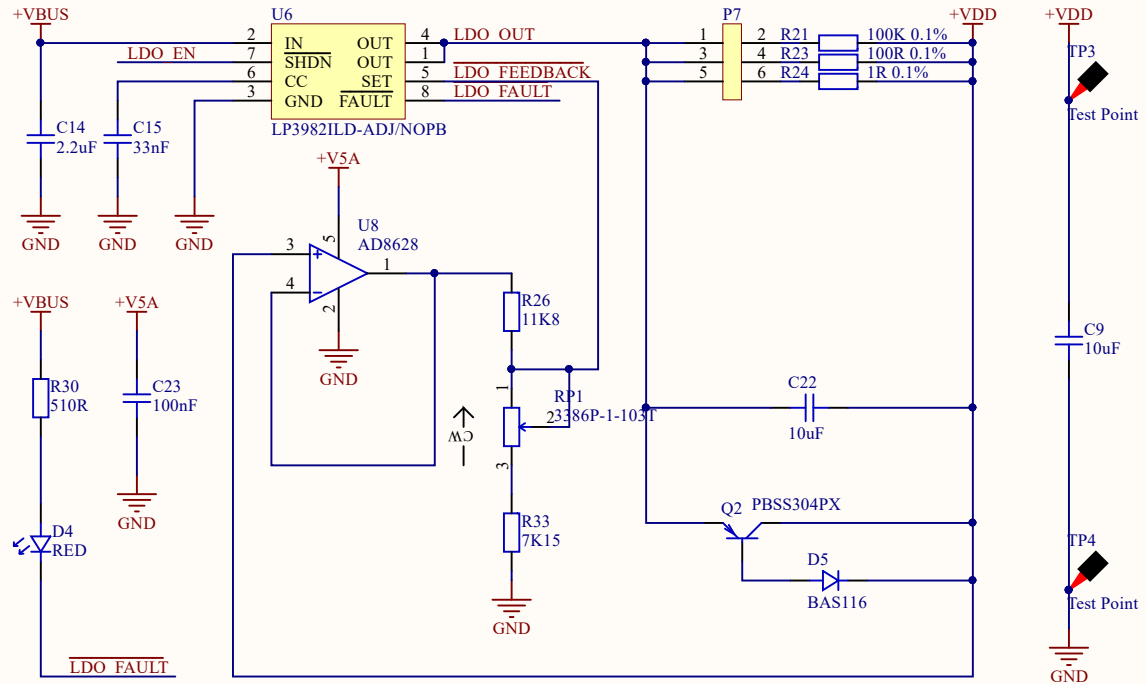 +VBUS
U6
P7
+VDD
+VDD
2 IN OUT 4 LDO_OUT
LDO_EN 7 SHDN OUT 1
6 CC SET 5 LDO_FEEDBACK
3 GND FAULT 8 LDO_FAULT
LP3982ILD-ADJ/NOPB
1 2 R21 100K 0.1%
3 4 R23 100R 0.1%
5 6 R24 1R 0.1%
TP3
Test Point
C14
2.2uF
C15
33nF
GND
GND
GND
+V5A
U8
AD8628
3
4
5
1
2
GND
+VBUS
+V5A
R26
11K8
R30
510R
C23
100nF
GND
1
RP1
2
3386P-1-103T
CW
3
R33
7K15
GND
C22
10uF
C9
10uF
Q2 PBSS304PX
D5
BAS116
D4
RED
LDO_FAULT
TP4
Test Point
GND